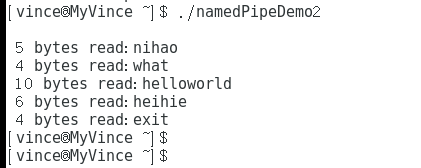 [vince@MyVince ~]$ ./namedPipeDemo2
5 bytes read:nihao
4 bytes read:what
10 bytes read:helloworld
6 bytes read:heihie
4 bytes read:exit
[vince@MyVince ~]$
[vince@MyVince ~]$